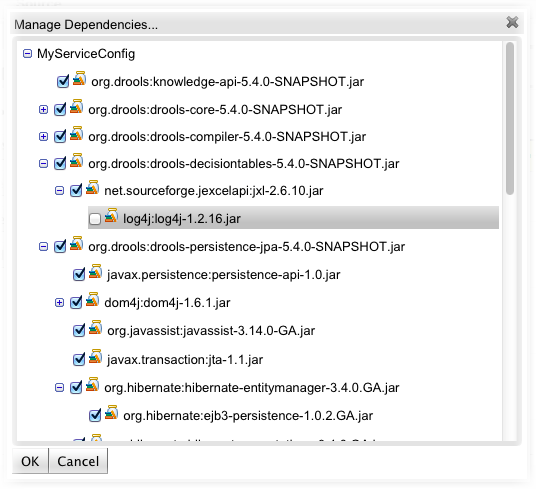 Manage Dependencies...
MyServiceConfig
org.drools:knowledge-api-5.4.0-SNAPSHOT.jar
org.drools:drools-core-5.4.0-SNAPSHOT.jar
org.drools:drools-compiler-5.4.0-SNAPSHOT.jar
org.drools:drools-decisiontables-5.4.0-SNAPSHOT.jar
net.sourceforge.jexcelapi:jxl-2.6.10.jar
log4j:log4j-1.2.16.jar
org.drools:drools-persistence-jpa-5.4.0-SNAPSHOT.jar
javax.persistence:persistence-api-1.0.jar
dom4j:dom4j-1.6.1.jar
org.javassist:javassist-3.14.0-GA.jar
javax.transaction:jta-1.1.jar
org.hibernate:hibernate-entitymanager-3.4.0.GA.jar
org.hibernate:ejb3-persistence-1.0.2.GA.jar
OK Cancel